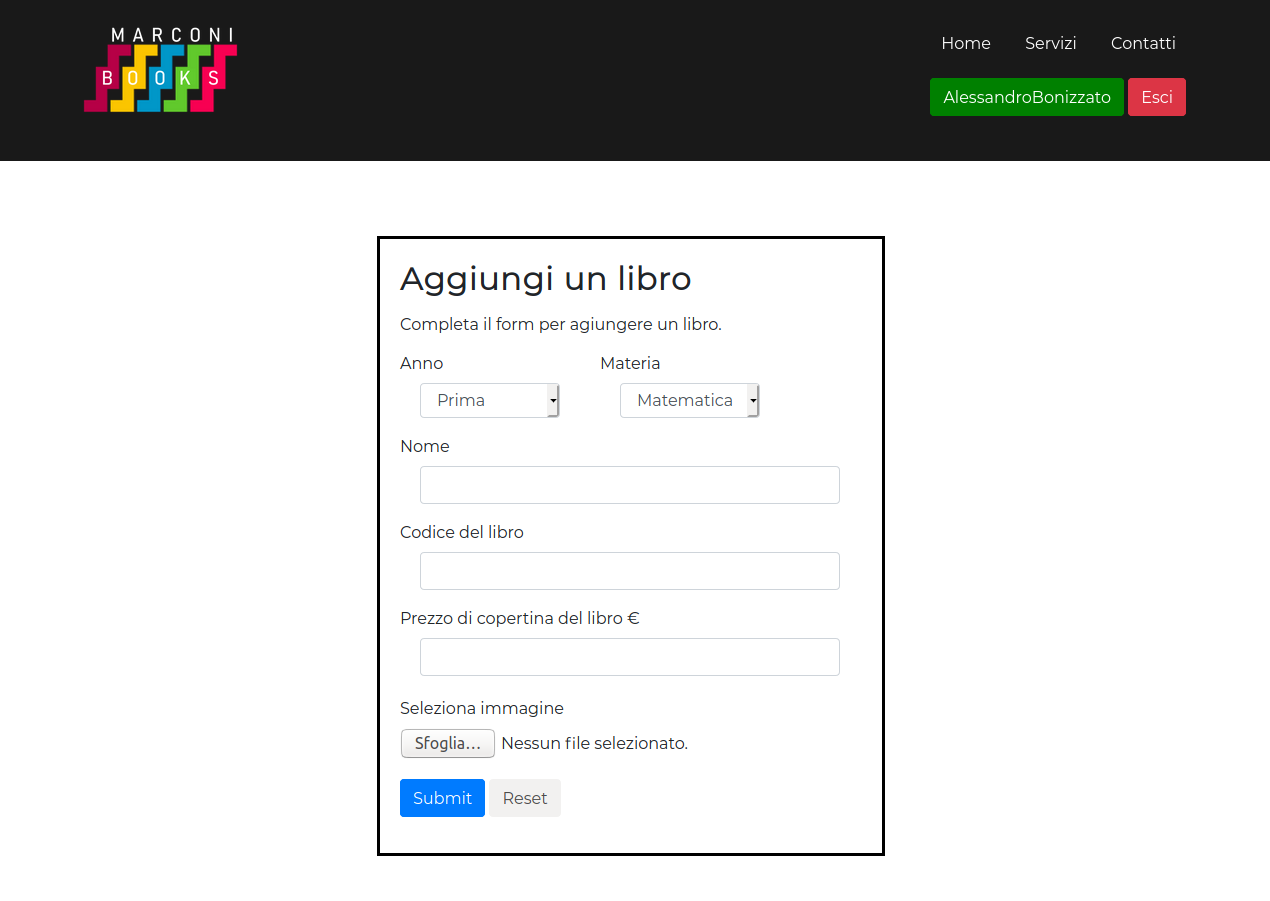 MARCONI
BOOKS
Home Servizi Contatti
AlessandroBonizzato Esci
Aggiungi un libro
Completa il form per agiungere un libro.
Anno Materia
Prima Matematica
Nome
Codice del libro
Prezzo di copertina del libro €
Seleziona immagine
Sfoglia... Nessun file selezionato.
Submit Reset